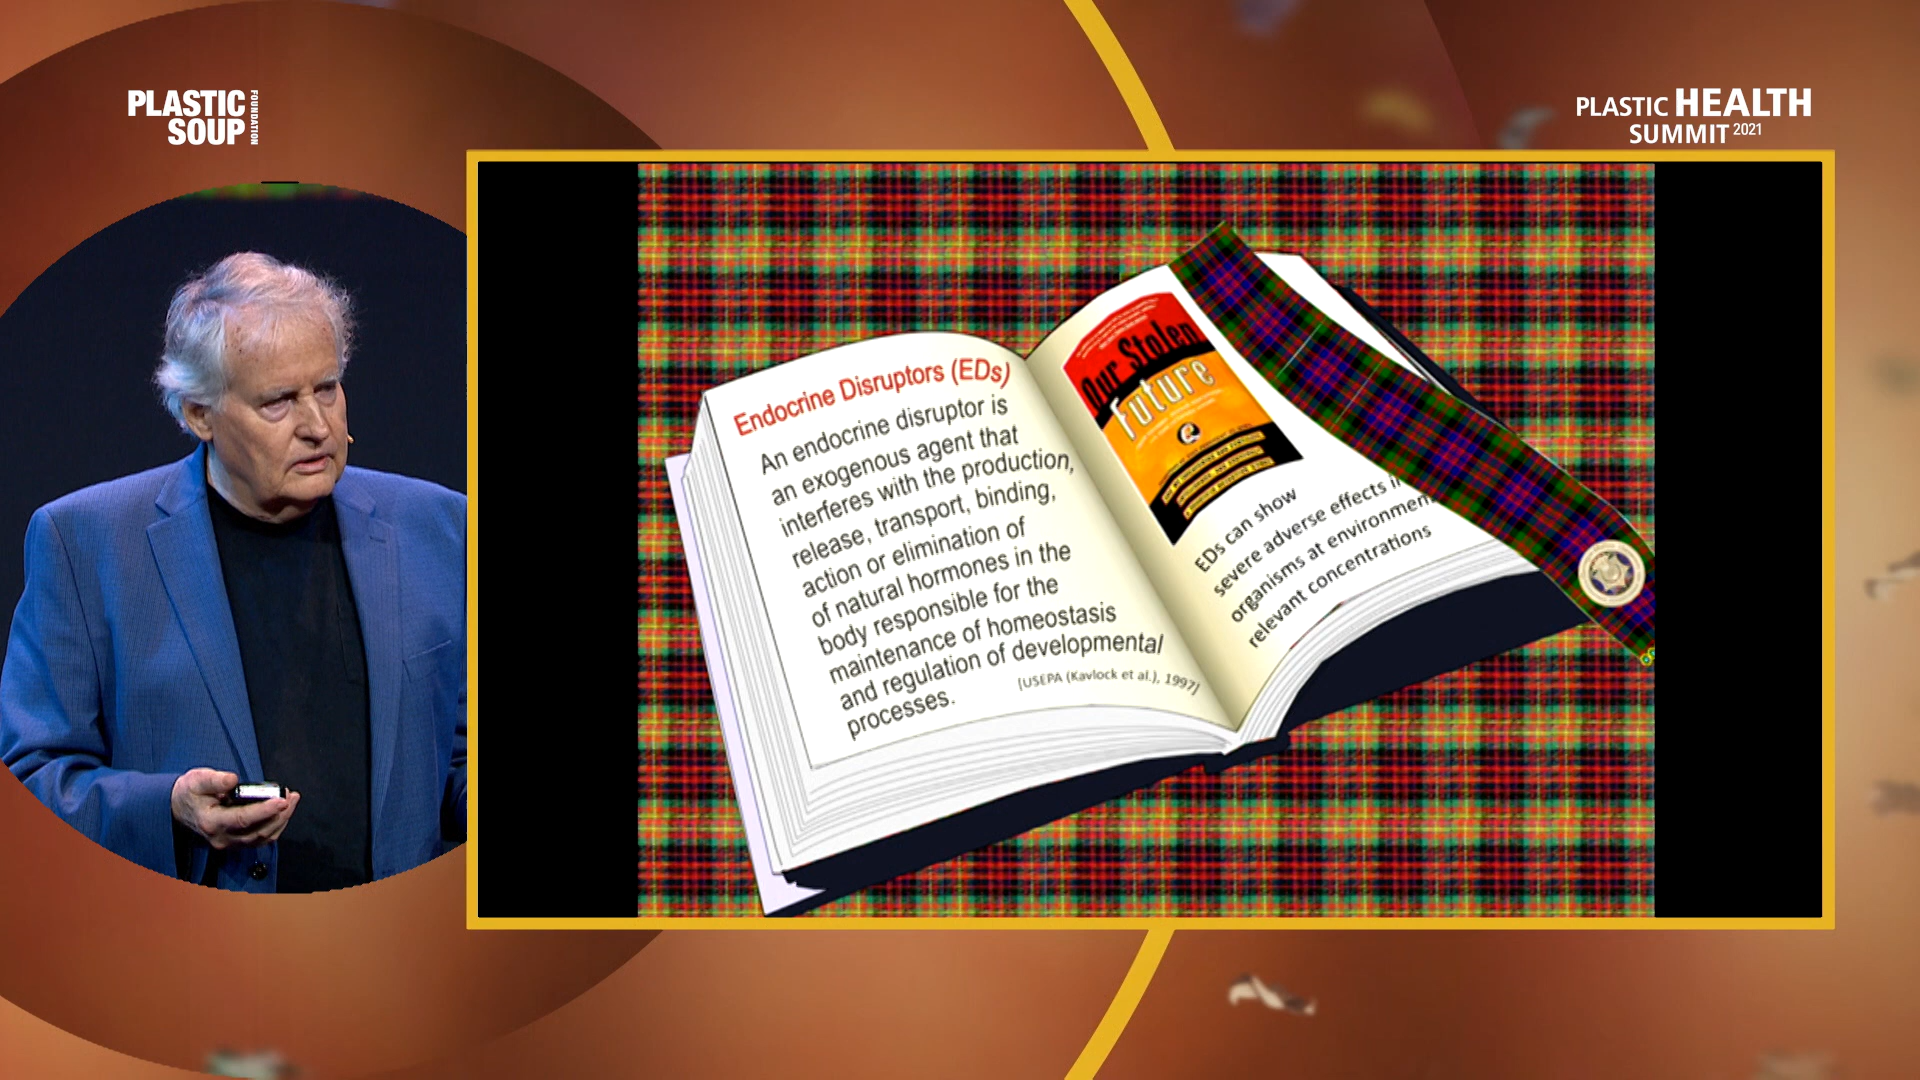 PLASTIC
SOUP
FOUNDATION
PLASTIC HEALTH
SUMMIT 2021
Endocrine Disruptors (EDs)
An endocrine disruptor is
an exogenous agent that
interferes with the production,
release, transport, binding,
action or elimination of
of natural hormones in the
body responsible for the
maintenance of homeostasis
and regulation of developmental
processes.
[USEPA (Kavlock et al.), 1997]
Our Stolen
Future
EDs can show
severe adverse effects
organisms at
relevant concentrations